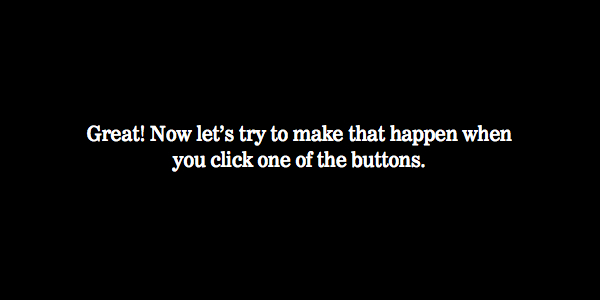 Great! Now let’s try to make that happen when
you click one of the buttons.